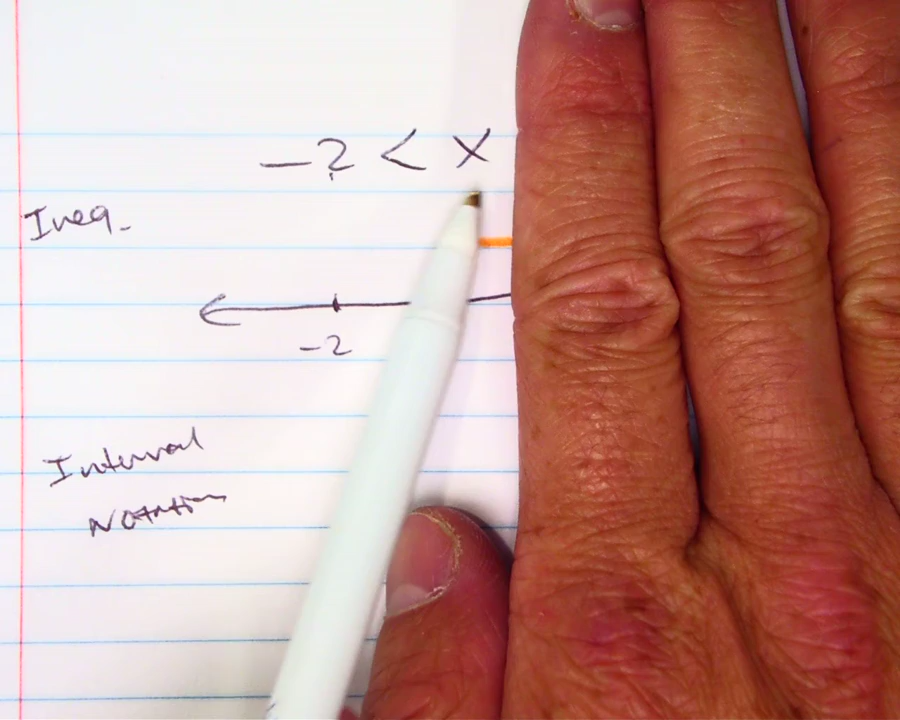 -2 < x
Ineq.
-2
Interval
Notation